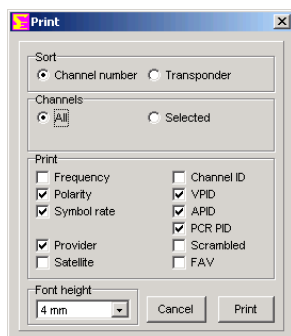 Print
Sort
Channel number Transponder
Channels
All Selected
Print
Frequency Channel ID
Polarity VPID
Symbol rate APID
PCR PID
Provider Scrambled
Satellite FAV
Font height
4 mm Cancel Print